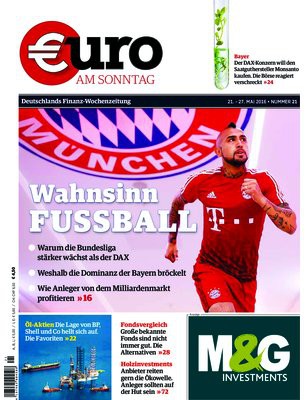 €uro
AM SONNTAG
Bayer
Der DAX-Konzern will den
Saatguthersteller Monsanto
kaufen. Die Börse reagiert
verschreckt »24
Deutschlands Finanz-Wochenzeitung
21. - 27. MAI 2016 • NUMMER 21
MÜNCHEN
Wahnsinn
FUSSBALL
Warum die Bundesliga
stärker wächst als der DAX
Weshalb die Dominanz der Bayern bröckelt
Wie Anleger von dem Milliardenmarkt
profitieren »16
T
Öl-Aktien Die Lage von BP,
Shell und Co hellt sich auf.
Die Favoriten »22
Fondsvergleich
Große bekannte
Fonds sind nicht
immer gut. Die
Alternativen »28
Holzinvestments
Anbieter reiten
gern die Ökowelle.
Anleger sollten auf
der Hut sein »72
M&G
INVESTMENTS